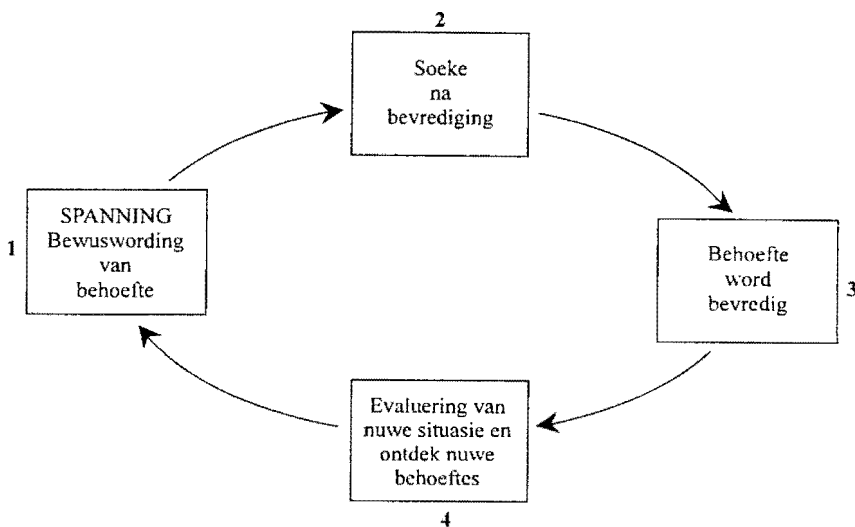 1
SPANNING
Bewuswording
van
behoefte
2
Soeke
na
bevrediging
Behoefte
word
bevredig
3
Evaluering van
nuwe situasie en
ontdek nuwe
behoeftes
4